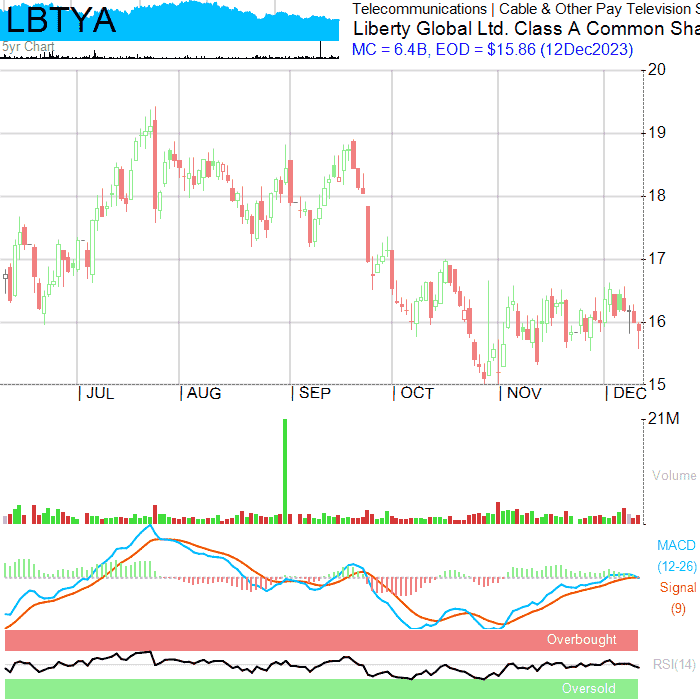 LBTYA
5yr Chart
Telecommunications | Cable & Other Pay Television S
Liberty Global Ltd. Class A Common Sha
MC = 6.4B, EOD = $15.86 (12Dec2023)
20
19
18
17
16
15
| JUL | AUG | SEP | OCT | NOV | DEC
21M
Volume
MACD
(12-26)
Signal
(9)
Overbought
RSI(14)
Oversold